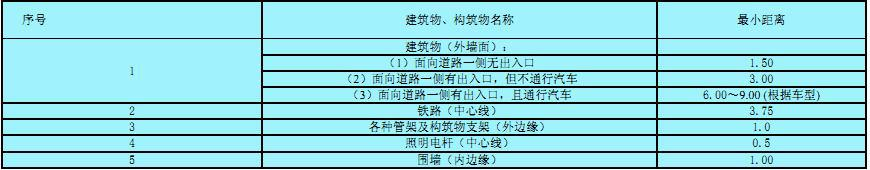 序号 建筑物、构筑物名称 最小距离
1
建筑物（外墙面）：
（1）面向道路一侧无出入口 1.50
（2）面向道路一侧有出入口，但不通行汽车 3.00
（3）面向道路一侧有出入口，且通行汽车 6.00～9.00(根据车型)
2 铁路（中心线） 3.75
3 各种管架及构筑物支架（外边缘） 1.0
4 照明电杆（中心线） 0.5
5 围墙（内边缘） 1.00